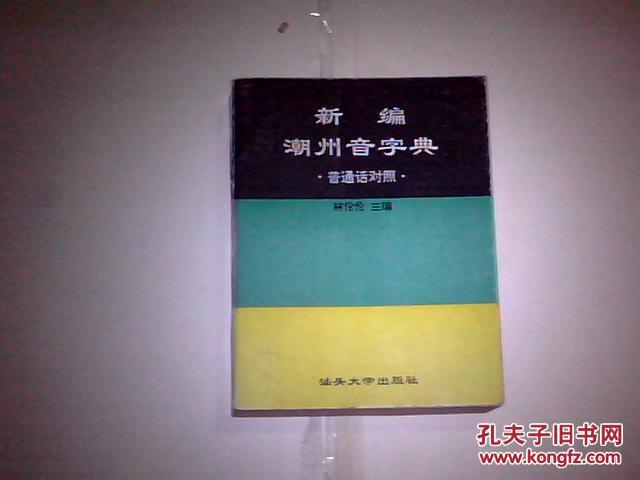 新 编
潮州音字典
·普通话对照·
林伦伦 主编
汕头大学出版社
孔夫子旧书网
www.kongfz.com